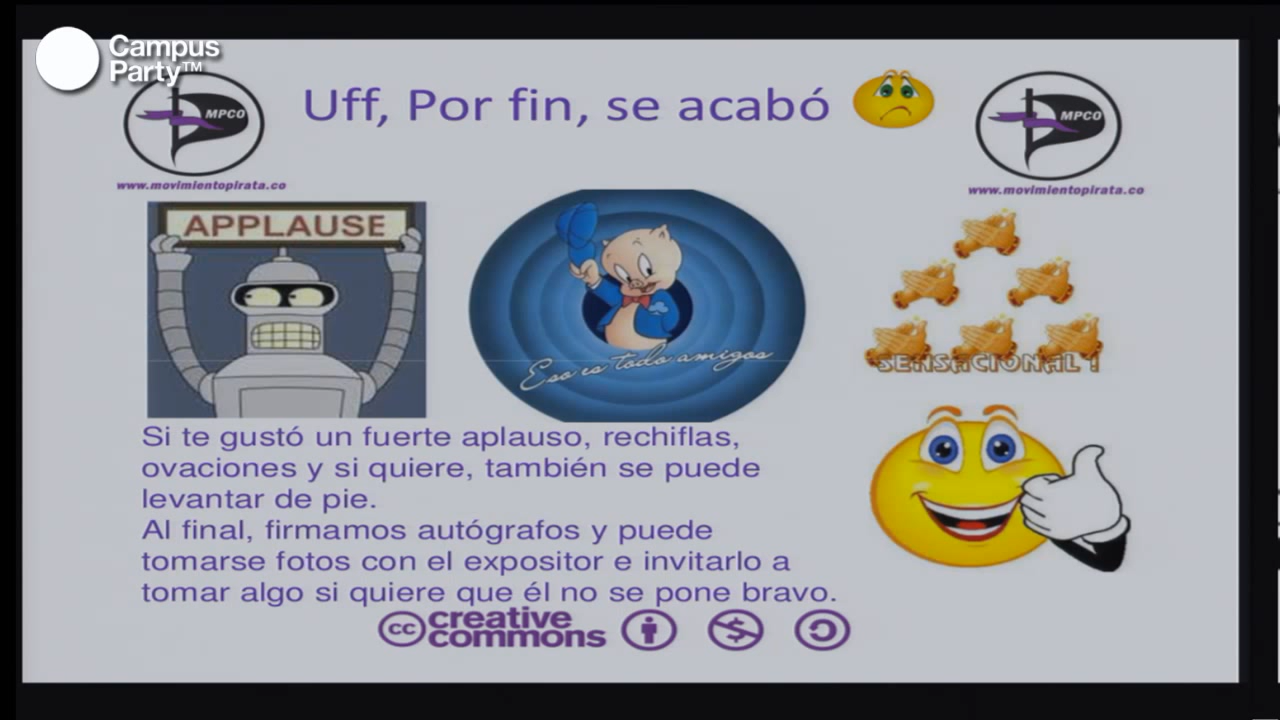 Campus
Party™
Uff, Por fin, se acabó
MPCO
www.movimientopirata.co
MPCO
www.movimientopirata.co
APPLAUSE
Eso es todo amigos
SENSACIONAL !
Si te gustó un fuerte aplauso, rechiflas,
ovaciones y si quiere, también se puede
levantar de pie.
Al final, firmamos autógrafos y puede
tomarse fotos con el expositor e invitarlo a
tomar algo si quiere que él no se pone bravo.
cc creative
commons